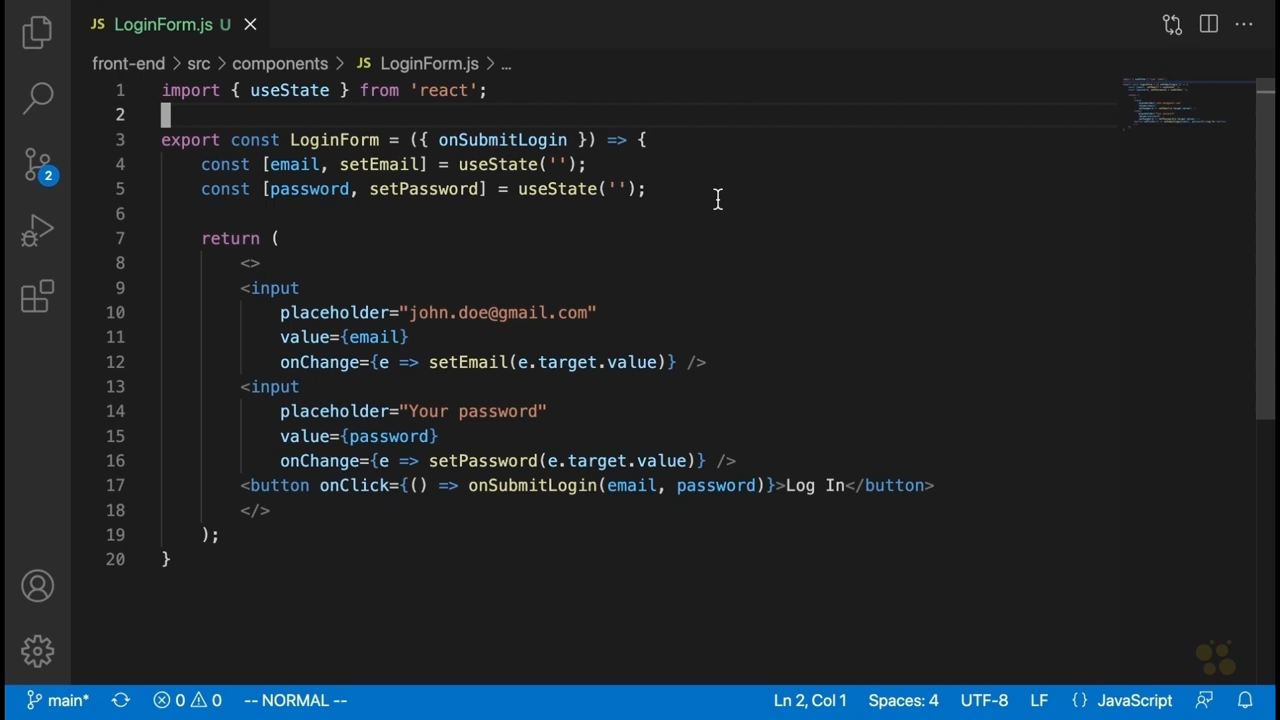 JS LoginForm.js U
front-end > src > components > JS LoginForm.js > ...
1 import { useState } from 'react';
2
3 export const LoginForm = ({ onSubmitLogin }) => {
4 const [email, setEmail] = useState('');
5 const [password, setPassword] = useState('');
6
7 return (
8 <>
9 <input
10 placeholder="john.doe@gmail.com"
11 value={email}
12 onChange={e => setEmail(e.target.value)} />
13 <input
14 placeholder="Your password"
15 value={password}
16 onChange={e => setPassword(e.target.value)} />
17 <button onClick={() => onSubmitLogin(email, password)}>Log In</button>
18 </>
19 );
20 }
2
main* 0 0 -- NORMAL -- Ln 2, Col 1 Spaces: 4 UTF-8 LF {} JavaScript